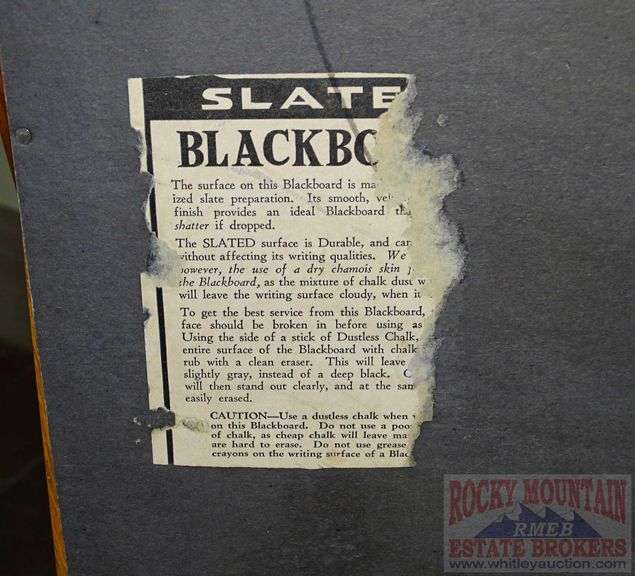 SLATE
BLACKBO
The surface on this Blackboard is ma
ized slate preparation. Its smooth, vel
finish provides an ideal Blackboard tha
shatter if dropped.
The SLATED surface is Durable, and can
without affecting its writing qualities. We
however, the use of a dry chamois skin
the Blackboard, as the mixture of chalk dust w
will leave the writing surface cloudy, when it
To get the best service from this Blackboard,
face should be broken in before using as
Using the side of a stick of Dustless Chalk,
entire surface of the Blackboard with chalk
rub with a clean eraser. This will leave
slightly gray, instead of a deep black. C
will then stand out clearly, and at the sam
easily erased.
CAUTION—Use a dustless chalk when
on this Blackboard. Do not use a poo
of chalk, as cheap chalk will leave ma
are hard to erase. Do not use grease
crayons on the writing surface of a Blac
ROCKY MOUNTAIN
RMEB
ESTATE BROKERS
www.whitleyauction.com